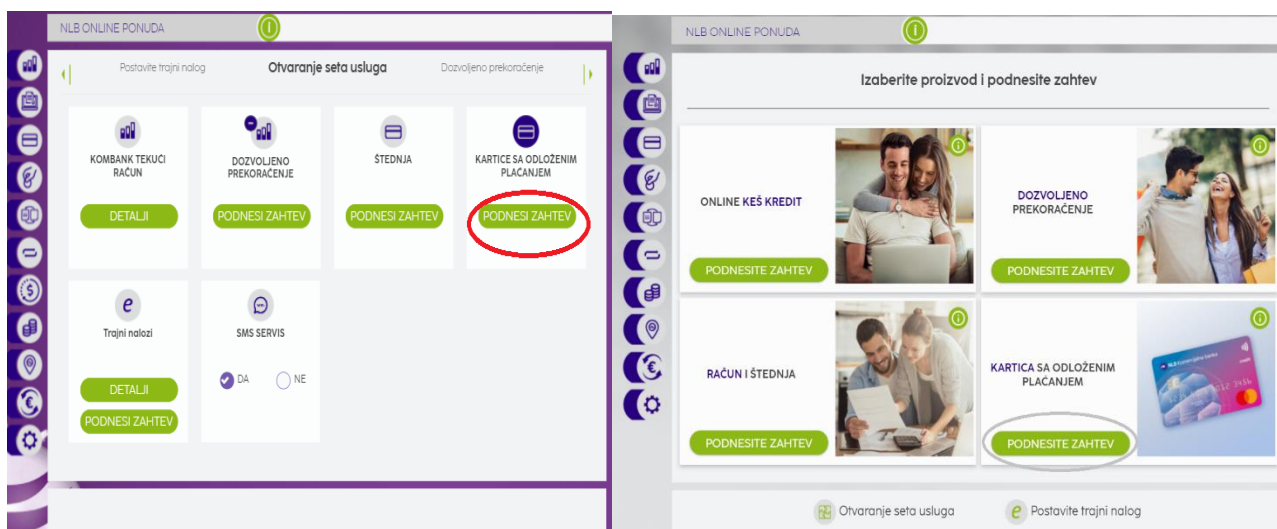 NLB ONLINE PONUDA
Postavite trajni nalog
Otvaranje seta usluga
Dozvoljeno prekoračenje
KOMBANK TEKUĆI
RAČUN
DETALJI
DOZVOLJENO
PREKORAČENJE
PODNESI ZAHTEV
ŠTEDNJA
PODNESI ZAHTEV
KARTICE SA ODLOŽENIM
PLAĆANJEM
PODNESI ZAHTEV
Trajni nalozi
DETALJI
PODNESI ZAHTEV
SMS SERVIS
DA
NE
NLB ONLINE PONUDA
Izaberite proizvod i podnesite zahtev
ONLINE KEŠ KREDIT
PODNESITE ZAHTEV
DOZVOLJENO
PREKORAČENJE
PODNESITE ZAHTEV
RAČUN I ŠTEDNJA
PODNESITE ZAHTEV
KARTICA SA ODLOŽENIM
PLAĆANJEM
PODNESITE ZAHTEV
Otvaranje seta usluga
Postavite trajni nalog